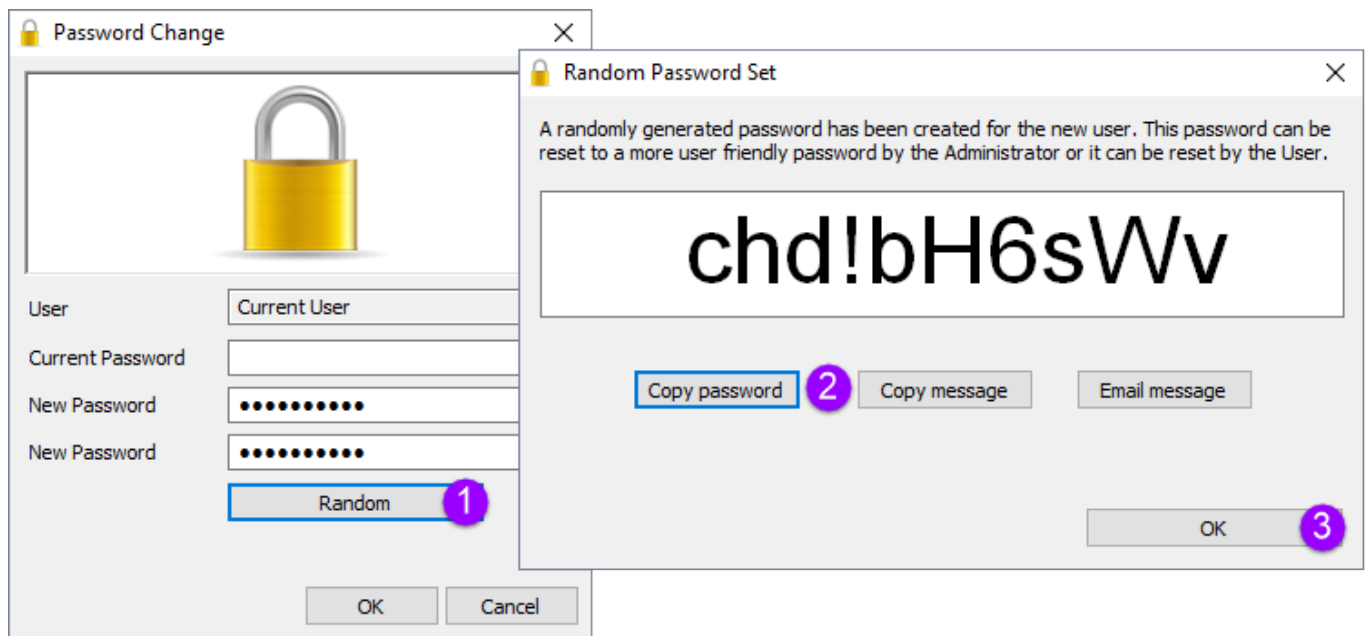 Password Change
User
Current User
Current Password
New Password
●●●●●●●●●●
New Password
●●●●●●●●●●
Random
1
OK
Cancel
Random Password Set
A randomly generated password has been created for the new user. This password can be
reset to a more user friendly password by the Administrator or it can be reset by the User.
chd!bH6sWv
Copy password
2
Copy message
Email message
OK
3